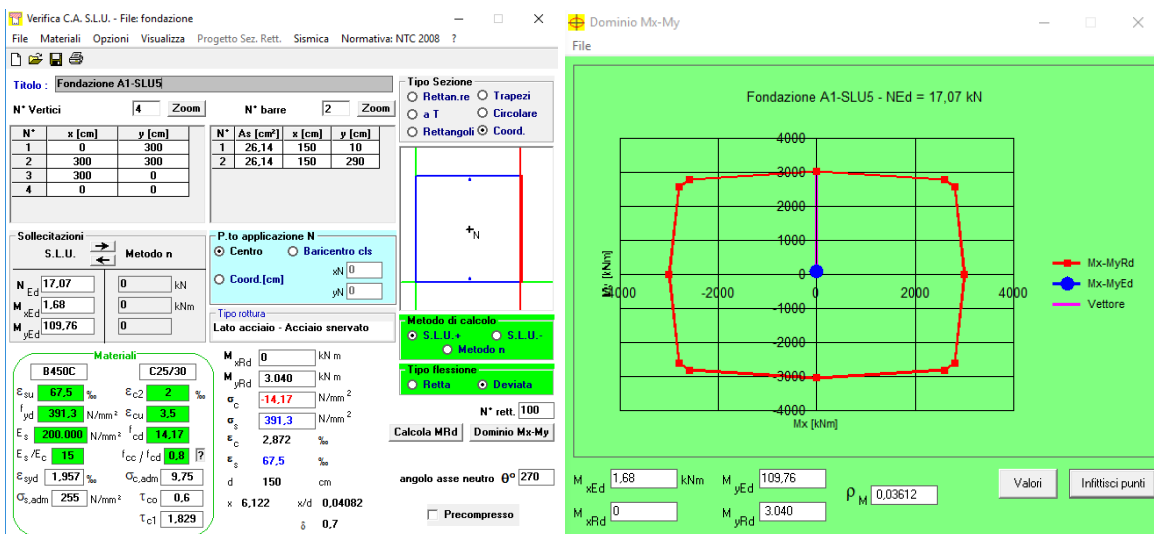 Verifica C.A. S.L.U. - File: fondazione
File Materiali Opzioni Visualizza Progetto Sez. Rett. Sismica Normativa: NTC 2008 ?
Titolo : Fondazione A1-SLU5
N* Vertici 4 Zoom N* barre 2 Zoom
N* x [cm] y [cm]
1 0 300
2 300 300
3 300 0
4 0 0
N* As [cm²] x [cm] y [cm]
1 26,14 150 10
2 26,14 150 290
Tipo Sezione
Rettan.re Trapezi
a T Circolare
Rettangoli Coord.
N
Sollecitazioni
S.L.U. Metodo n
N Ed 17,07 0 kN
M xEd 1,68 0 kNm
M yEd 109,76 0
P.to applicazione N
Centro Baricentro cls
Coord.[cm] xN 0
yN 0
Tipo rottura
Lato acciaio - Acciaio snervato
Metodo di calcolo
S.L.U.+ S.L.U.-
Metodo n
Tipo flessione
Retta Deviata
N* rett. 100
Calcola MRd Dominio Mx-My
angolo asse neutro θ° 270
Precompresso
Materiali
B450C C25/30
εsu 67,5 ‰ εc2 2 ‰
fyd 391,3 N/mm² εcu 3,5
Es 200.000 N/mm² fcd 14,17
Es/Ec 15 fcc / fcd 0,8 ?
εsyd 1,957 ‰ σc,adm 9,75
σs,adm 255 N/mm² τco 0,6
τc1 1,829
M xRd 0 kN m
M yRd 3.040 kN m
σc -14,17 N/mm²
σs 391,3 N/mm²
εc 2,872 ‰
εs 67,5 ‰
d 150 cm
x 6,122 x/d 0,04082
δ 0,7
Dominio Mx-My
File
Fondazione A1-SLU5 - NEd = 17,07 kN
4000
3000
2000
1000
0
-1000
-2000
-3000
-4000
-4000 -2000 0 2000 4000
Mx [kNm]
Mx-MyRd
Mx-MyEd
Vettore
M xEd 1,68 kNm M yEd 109,76
M xRd 0 M yRd 3.040
ρM 0,03612
Valori Infittisci punti